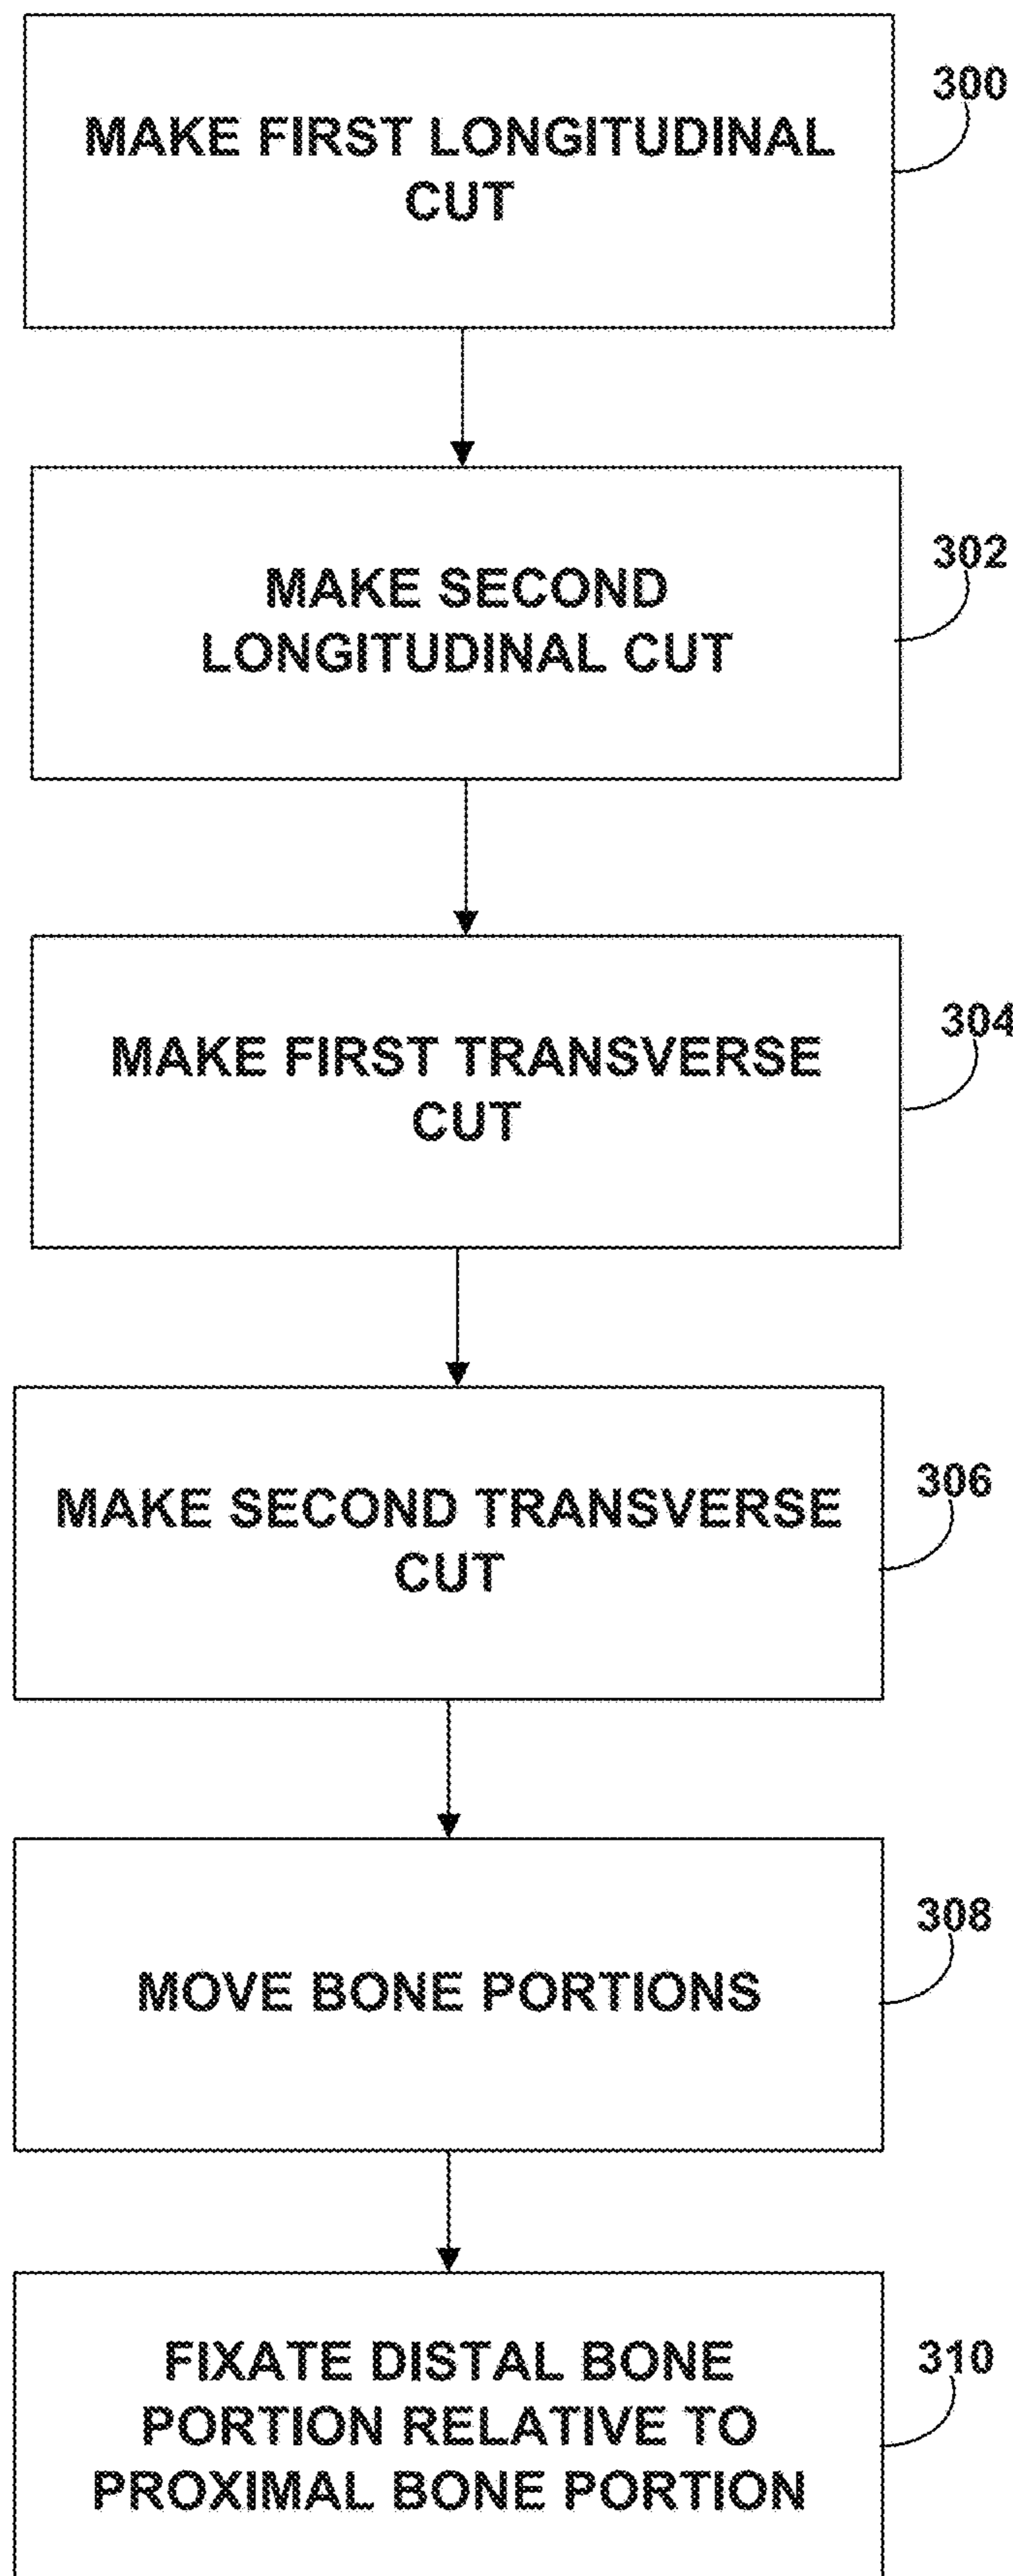 MAKE FIRST LONGITUDINAL
CUT
300
MAKE SECOND
LONGITUDINAL CUT
302
MAKE FIRST TRANSVERSE
CUT
304
MAKE SECOND TRANSVERSE
CUT
306
MOVE BONE PORTIONS
308
FIXATE DISTAL BONE
PORTION RELATIVE TO
PROXIMAL BONE PORTION
310